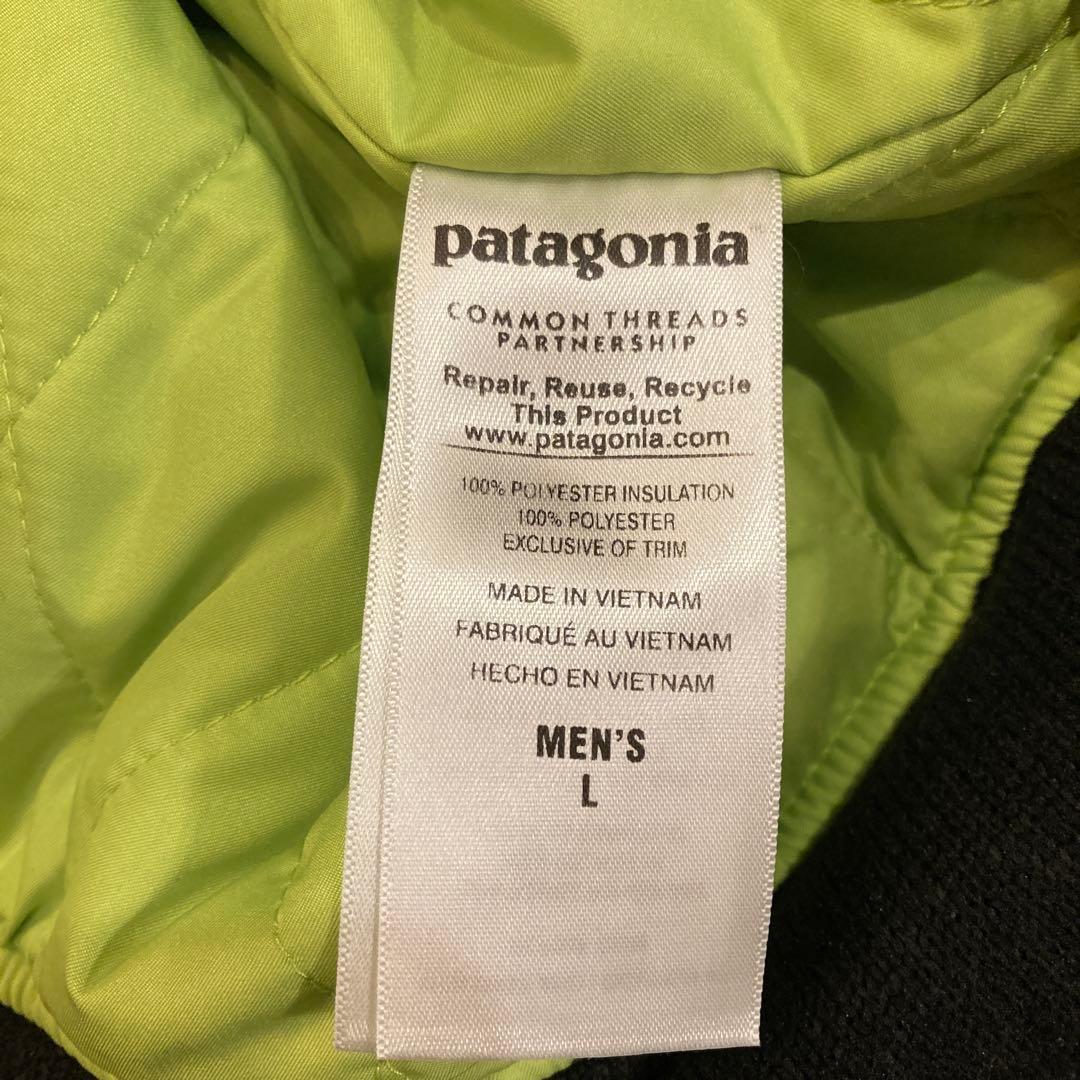 patagonia
COMMON THREADS
PARTNERSHIP
Repair, Reuse, Recycle
This Product
www.patagonia.com
100% POLYESTER INSULATION
100% POLYESTER
EXCLUSIVE OF TRIM
MADE IN VIETNAM
FABRIQUÉ AU VIETNAM
HECHO EN VIETNAM
MEN'S
L